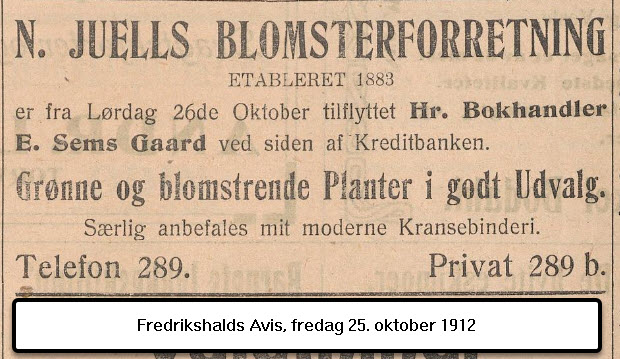 N. JUELLS BLOMSTERFORRETNING
ETABLERET 1883
er fra Lørdag 26de Oktober tilflyttet Hr. Bokhandler
E. Sems Gaard ved siden af Kreditbanken.
Grønne og blomstrende Planter i godt Udvalg.
Særlig anbefales mit moderne Kransebinderi.
Telefon 289. Privat 289 b.
Fredrikshalds Avis, fredag 25. oktober 1912